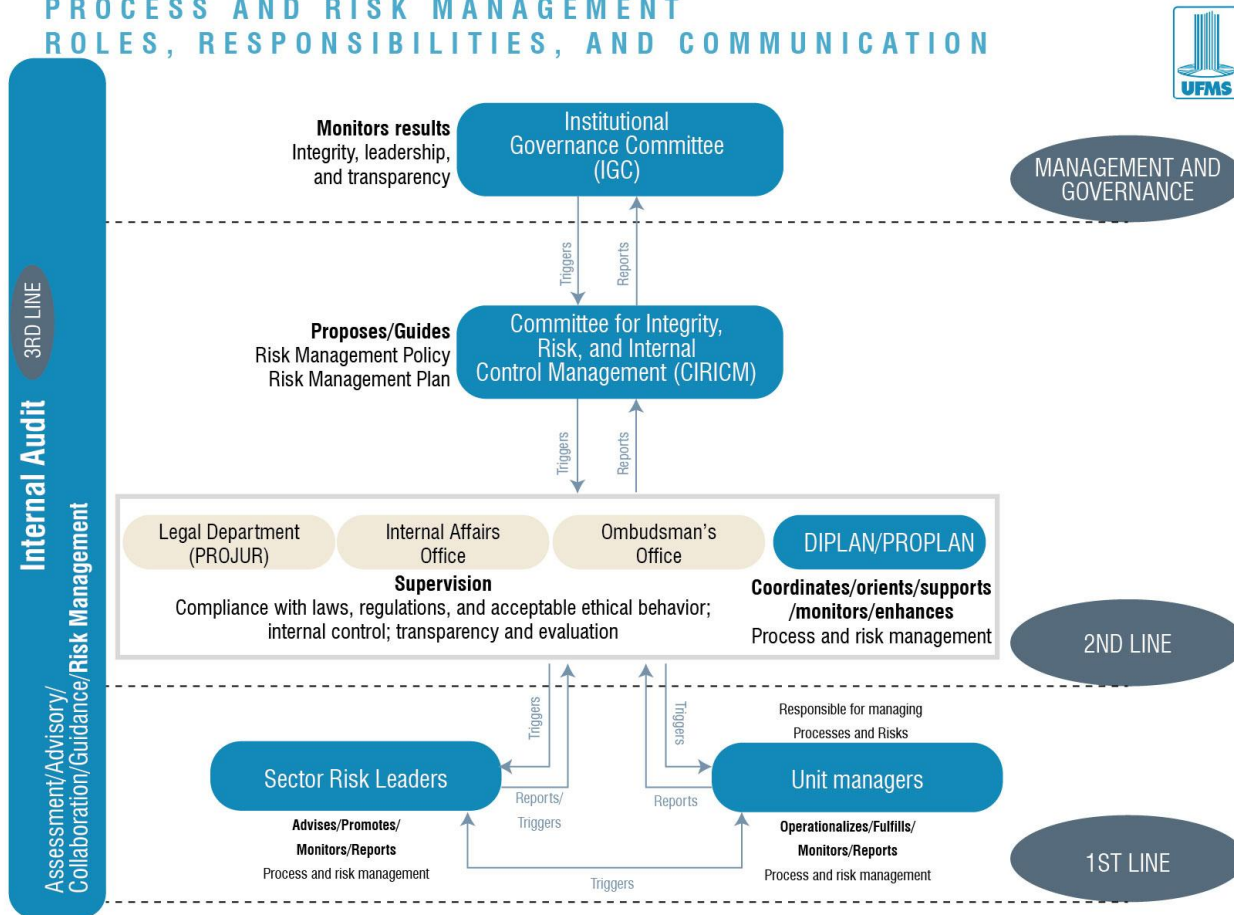 PROCESS AND RISK MANAGEMENT
ROLES, RESPONSIBILITIES, AND COMMUNICATION
UFMS
Monitors results
Integrity, leadership,
and transparency
Institutional
Governance Committee
(IGC)
MANAGEMENT AND
GOVERNANCE
Triggers
Reports
3RD LINE
Internal Audit
Assessment/Advisory/
Collaboration/Guidance/Risk Management
Proposes/Guides
Risk Management Policy
Risk Management Plan
Committee for Integrity,
Risk, and Internal
Control Management (CIRICM)
Triggers
Reports
Legal Department
(PROJUR)
Internal Affairs
Office
Ombudsman's
Office
DIPLAN/PROPLAN
Supervision
Compliance with laws, regulations, and acceptable ethical behavior;
internal control; transparency and evaluation
Coordinates/orients/supports
/monitors/enhances
Process and risk management
2ND LINE
Triggers
Triggers
Responsible for managing
Processes and Risks
Sector Risk Leaders
Reports/
Triggers
Reports
Unit managers
Advises/Promotes/
Monitors/Reports
Process and risk management
Triggers
Operationalizes/Fulfills/
Monitors/Reports
Process and risk management
1ST LINE